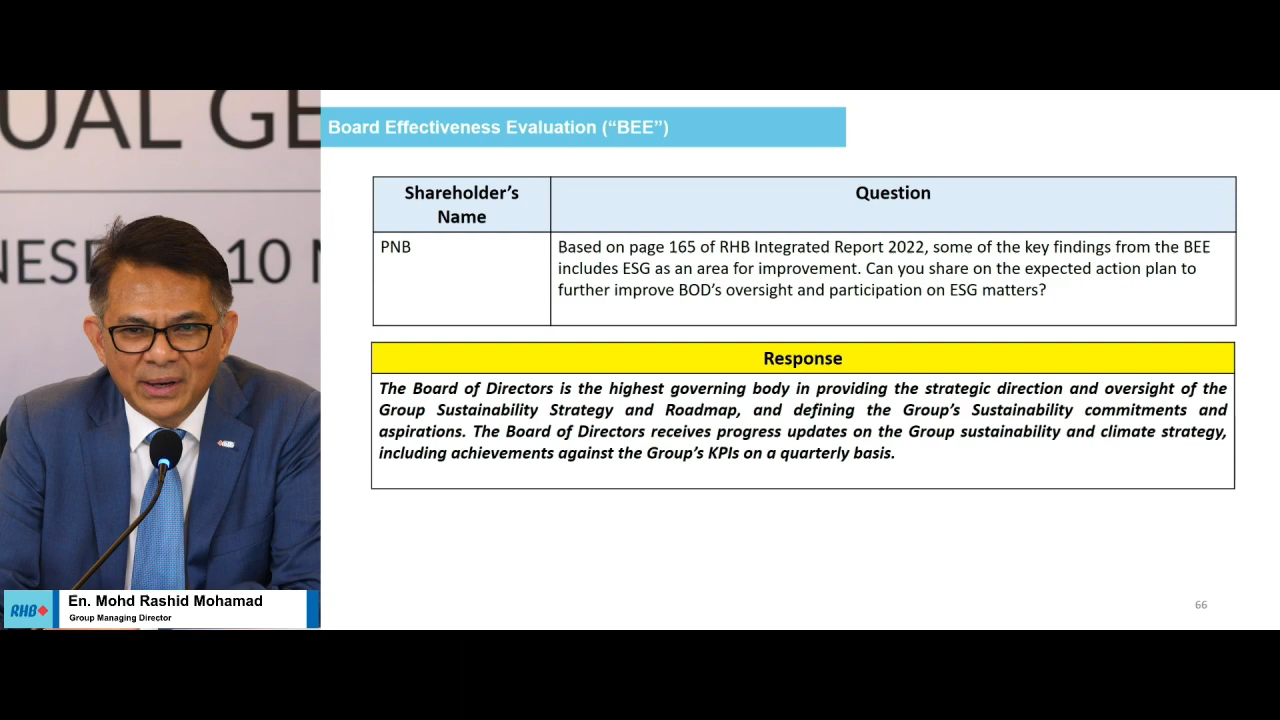 UAL GE
NESD
10
Board Effectiveness Evaluation (“BEE”)
Shareholder’s
Name
Question
PNB
Based on page 165 of RHB Integrated Report 2022, some of the key findings from the BEE
includes ESG as an area for improvement. Can you share on the expected action plan to
further improve BOD’s oversight and participation on ESG matters?
Response
The Board of Directors is the highest governing body in providing the strategic direction and oversight of the
Group Sustainability Strategy and Roadmap, and defining the Group’s Sustainability commitments and
aspirations. The Board of Directors receives progress updates on the Group sustainability and climate strategy,
including achievements against the Group’s KPIs on a quarterly basis.
RHB
En. Mohd Rashid Mohamad
Group Managing Director
66